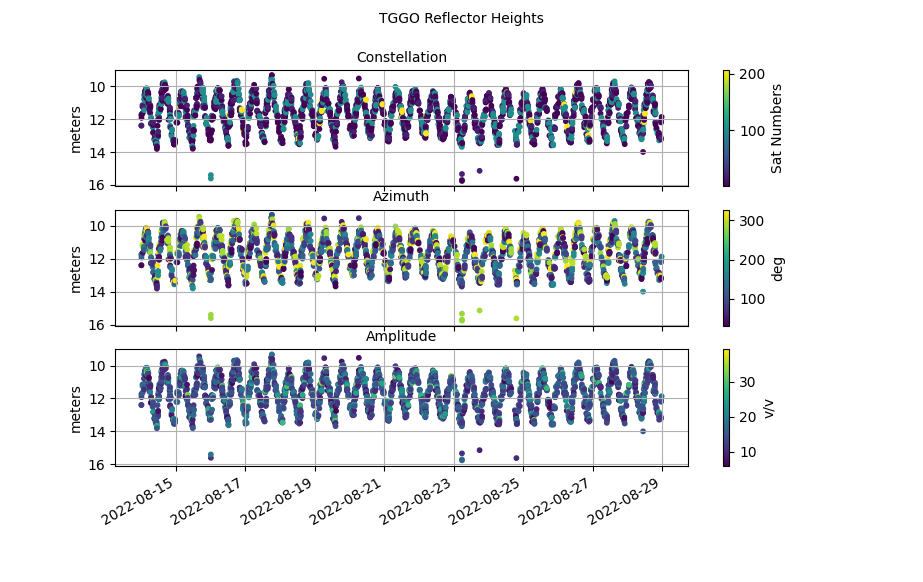 TGGO Reflector Heights
Constellation
10
12
14
16
meters
200
100
Sat Numbers
Azimuth
10
12
14
16
meters
300
200
100
deg
Amplitude
10
12
14
16
meters
30
20
10
v/v
2022-08-15
2022-08-17
2022-08-19
2022-08-21
2022-08-23
2022-08-25
2022-08-27
2022-08-29